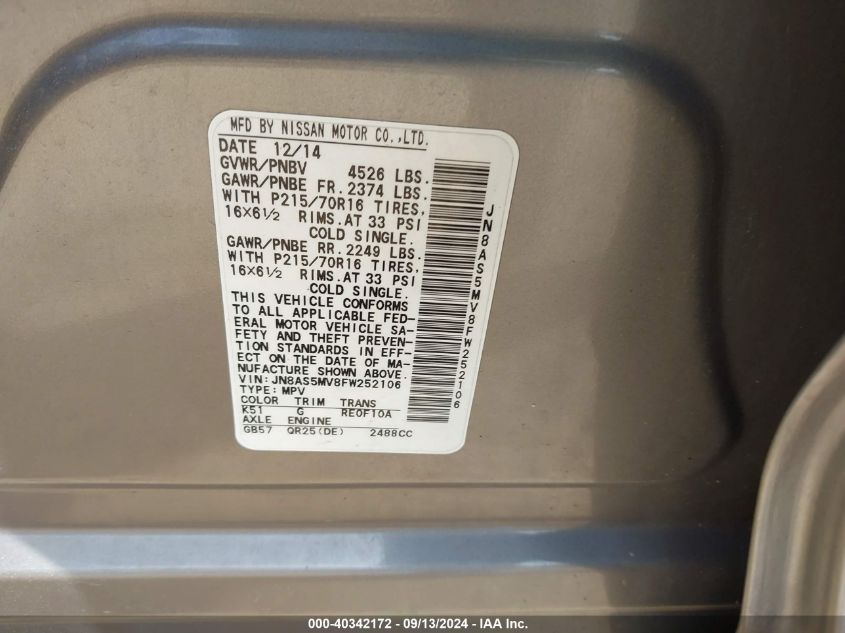 MFD BY NISSAN MOTOR CO.,LTD.
DATE 12/14
GVWR/PNBV 4526 LBS.
GAWR/PNBE FR. 2374 LBS.
WITH P215/70R16 TIRES,
16X6½ RIMS.AT 33 PSI
COLD SINGLE.
GAWR/PNBE RR. 2249 LBS.
WITH P215/70R16 TIRES,
16X6½ RIMS.AT 33 PSI
COLD SINGLE.
THIS VEHICLE CONFORMS
TO ALL APPLICABLE FED-
ERAL MOTOR VEHICLE SA-
FETY AND THEFT PREVEN-
TION STANDARDS IN EFF-
ECT ON THE DATE OF MA-
NUFACTURE SHOWN ABOVE.
VIN: JN8AS5MV8FW252106
TYPE: MPV
COLOR TRIM TRANS
K51 G RE0F10A
AXLE ENGINE
GB57 QR25(DE) 2488CC
JN8AS5MV8FW252106
000-40342172 - 09/13/2024 - IAA Inc.